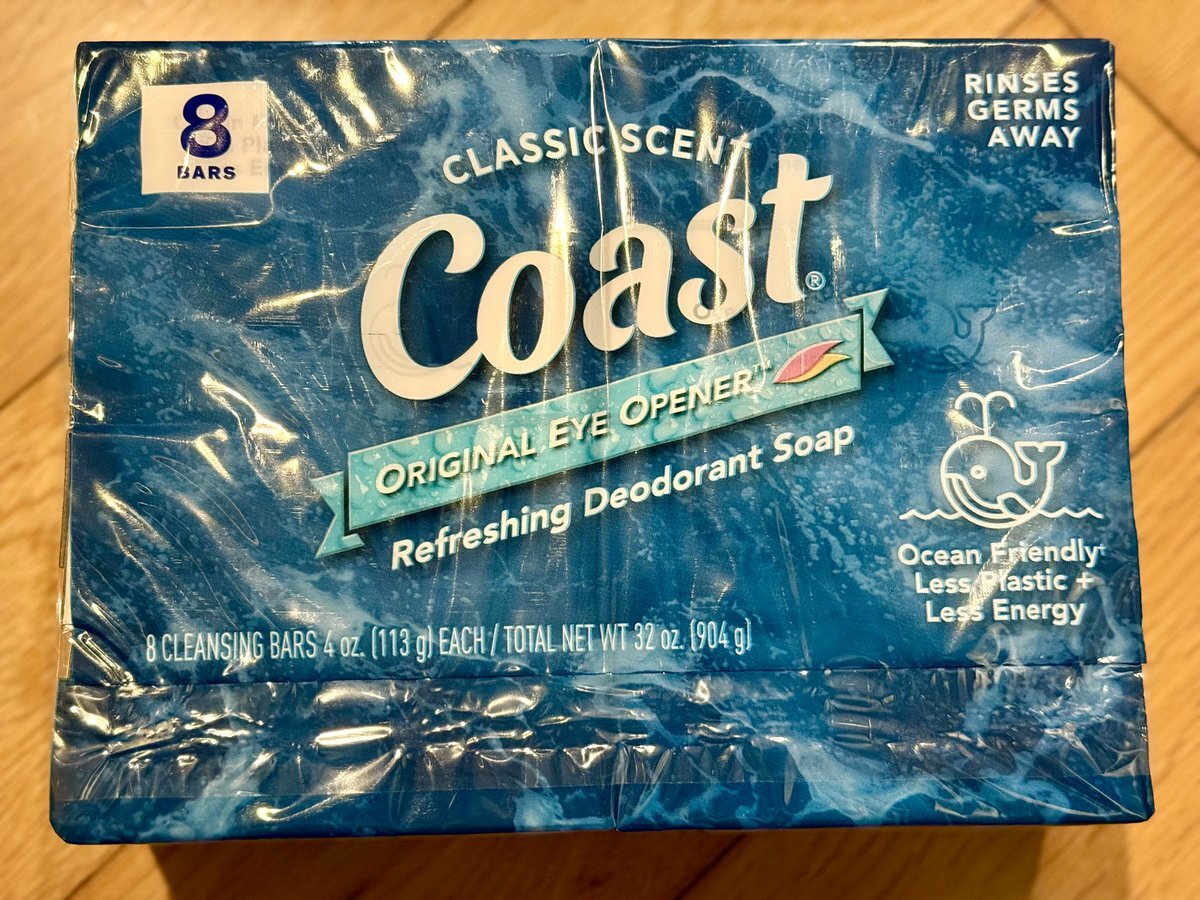 8
BARS
RINSES
GERMS
AWAY
CLASSIC SCENT
Coast®
ORIGINAL EYE OPENER™
Refreshing Deodorant Soap
Ocean Friendly†
Less Plastic +
Less Energy
8 CLEANSING BARS 4 oz. (113 g) EACH / TOTAL NET WT 32 oz. (904 g)